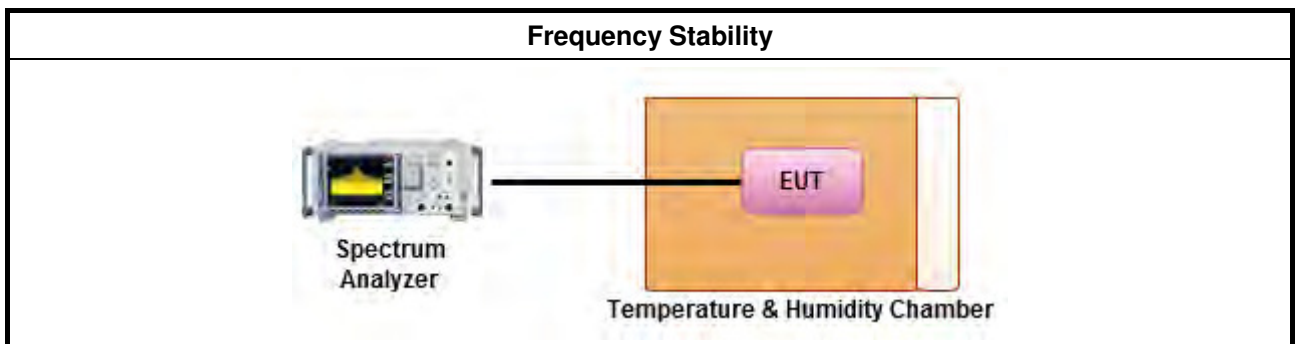 Frequency Stability
EUT
Spectrum
Analyzer
Temperature & Humidity Chamber